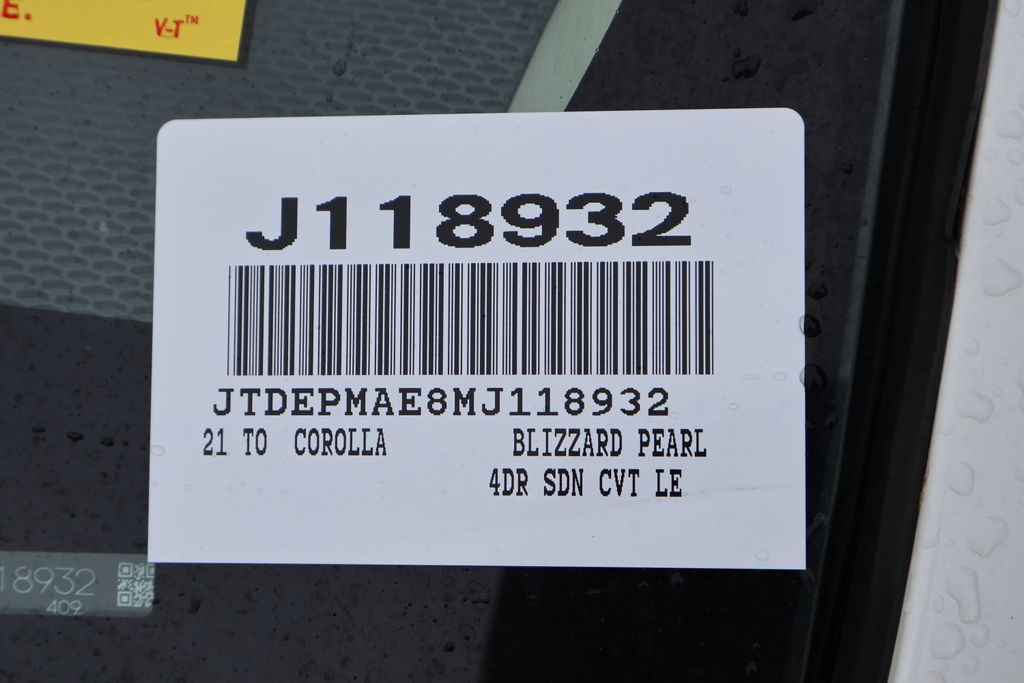 E.
V-T™
J118932
JTDEPMAE8MJ118932
21 TO COROLLA BLIZZARD PEARL
4DR SDN CVT LE
18932
409